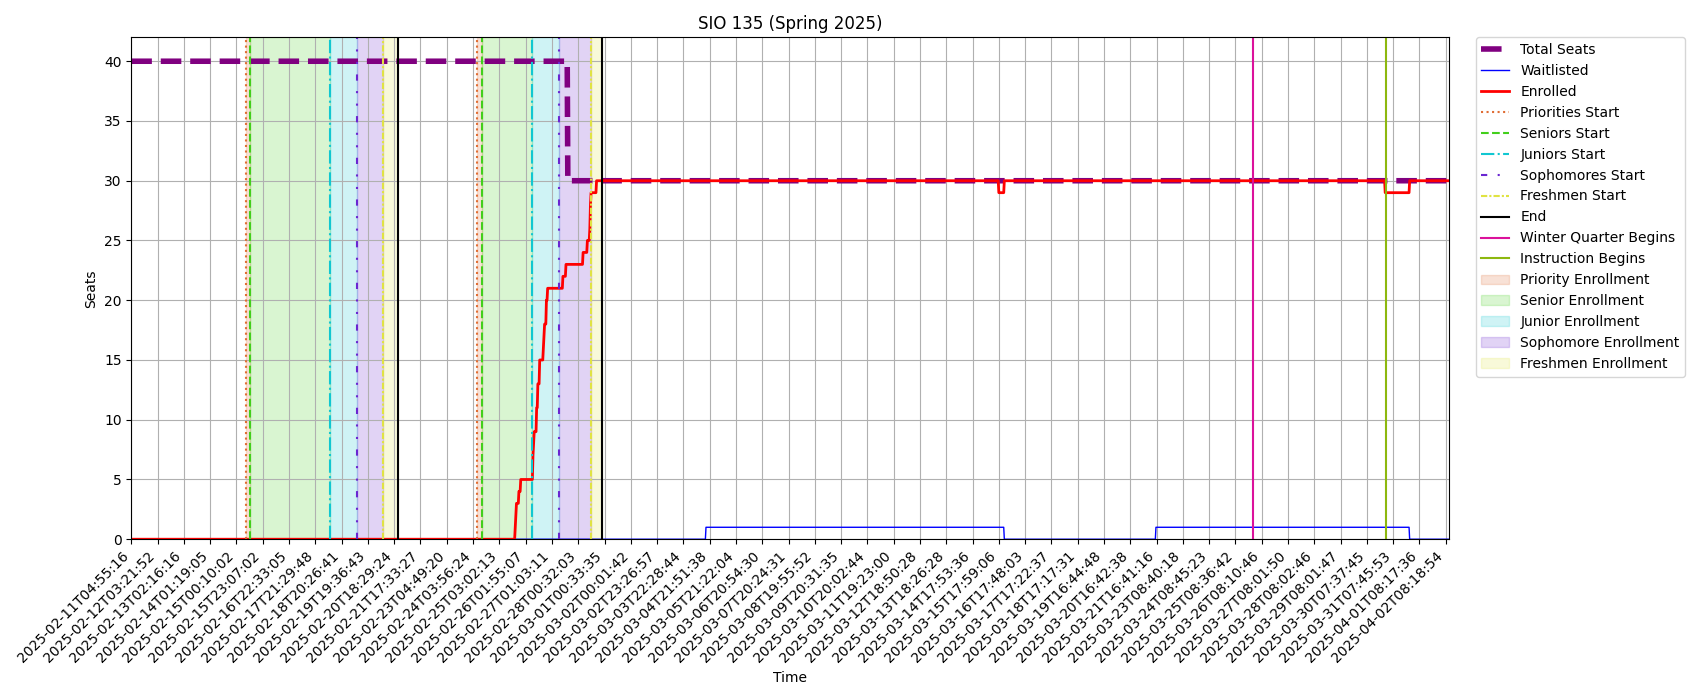 SIO 135 (Spring 2025)
Seats
40
35
30
25
20
15
10
5
0
2025-02-11T04:55:16
2025-02-12T03:21:52
2025-02-13T02:16:16
2025-02-14T01:19:05
2025-02-15T00:10:02
2025-02-15T23:07:02
2025-02-16T22:33:05
2025-02-17T21:29:48
2025-02-18T20:26:41
2025-02-19T19:36:43
2025-02-20T18:29:24
2025-02-21T17:33:27
2025-02-23T04:49:20
2025-02-25T03:56:24
2025-02-25T03:02:13
2025-02-26T01:55:07
2025-02-27T01:03:11
2025-02-28T00:32:03
2025-03-01T00:33:35
2025-03-02T00:01:42
2025-03-02T23:26:57
2025-03-03T22:28:44
2025-03-04T21:51:38
2025-03-05T21:22:04
2025-03-06T20:54:30
2025-03-07T20:24:31
2025-03-08T19:55:52
2025-03-09T20:31:35
2025-03-10T20:02:44
2025-03-11T19:23:00
2025-03-12T18:50:28
2025-03-13T18:26:28
2025-03-14T17:53:36
2025-03-15T17:59:06
2025-03-16T17:48:03
2025-03-17T17:22:37
2025-03-18T17:17:31
2025-03-19T16:44:48
2025-03-20T16:42:38
2025-03-21T16:41:16
2025-03-23T08:40:18
2025-03-24T08:45:23
2025-03-25T08:36:42
2025-03-26T08:10:46
2025-03-27T08:01:50
2025-03-28T08:02:46
2025-03-29T08:01:47
2025-03-30T07:37:45
2025-03-31T07:45:53
2025-04-01T08:17:36
2025-04-02T08:18:54
Time
Total Seats
Waitlisted
Enrolled
Priorities Start
Seniors Start
Juniors Start
Sophomores Start
Freshmen Start
End
Winter Quarter Begins
Instruction Begins
Priority Enrollment
Senior Enrollment
Junior Enrollment
Sophomore Enrollment
Freshmen Enrollment